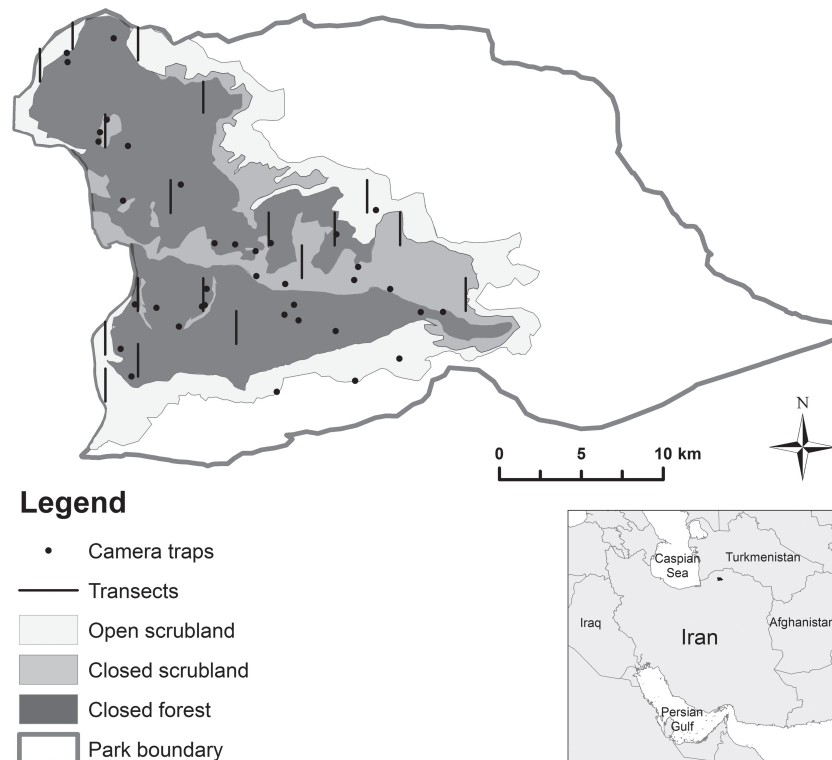 N
0 5 10 km
Legend
Camera traps
Transects
Open scrubland
Closed scrubland
Closed forest
Park boundary
Caspian
Sea
Turkmenistan
Iraq
Iran
Afghanistan
Persian
Gulf